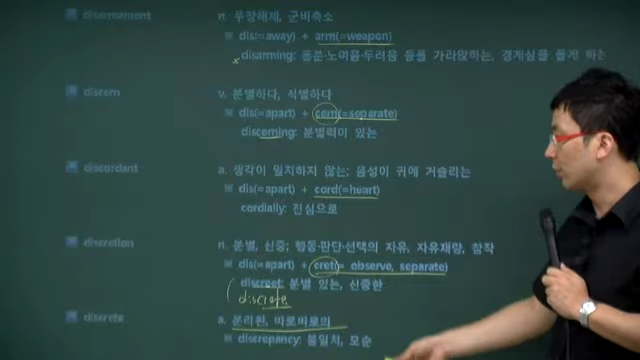 disarmament n. 무장해제, 군비축소
dis(=away) + arm(=weapon)
disarming: 흥분·노여움·두려움 등을 가라앉히는, 경계심을 풀게 하는
discern v. 분별하다, 식별하다
dis(=apart) + cern(=separate)
discerning: 분별력이 있는
discordant a. 생각이 일치하지 않는; 음성이 귀에 거슬리는
dis(=apart) + cord(=heart)
cordially: 진심으로
discretion n. 분별, 신중; 행동·판단·선택의 자유, 자유재량, 참작
dis(=apart) + cret(= observe, separate)
discreet: 분별 있는, 신중한
discrete
discrete a. 분리된, 따로따로의
discrepancy: 불일치, 모순